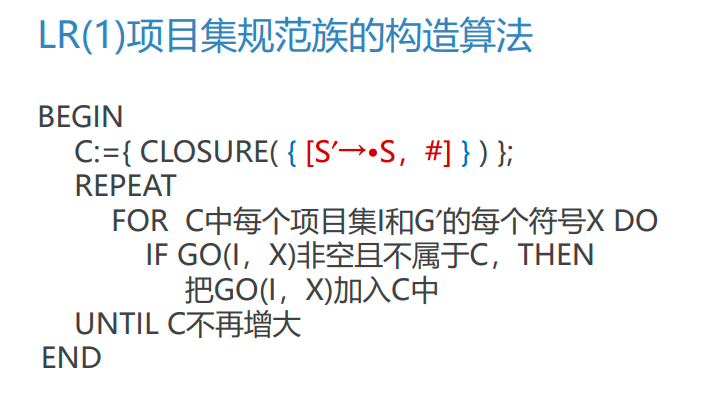 LR(1)项目集规范族的构造算法
BEGIN
C:={ CLOSURE( { [S′→•S，#] } ) };
REPEAT
FOR C中每个项目集I和G′的每个符号X DO
IF GO(I，X)非空且不属于C，THEN
把GO(I，X)加入C中
UNTIL C不再增大
END